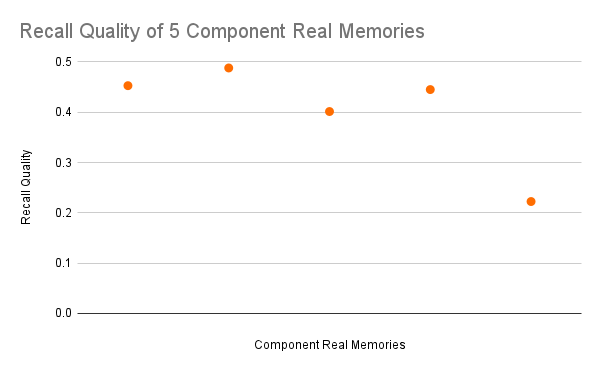 Recall Quality of 5 Component Real Memories
0.5
0.4
0.3
0.2
0.1
0.0
Recall Quality
Component Real Memories